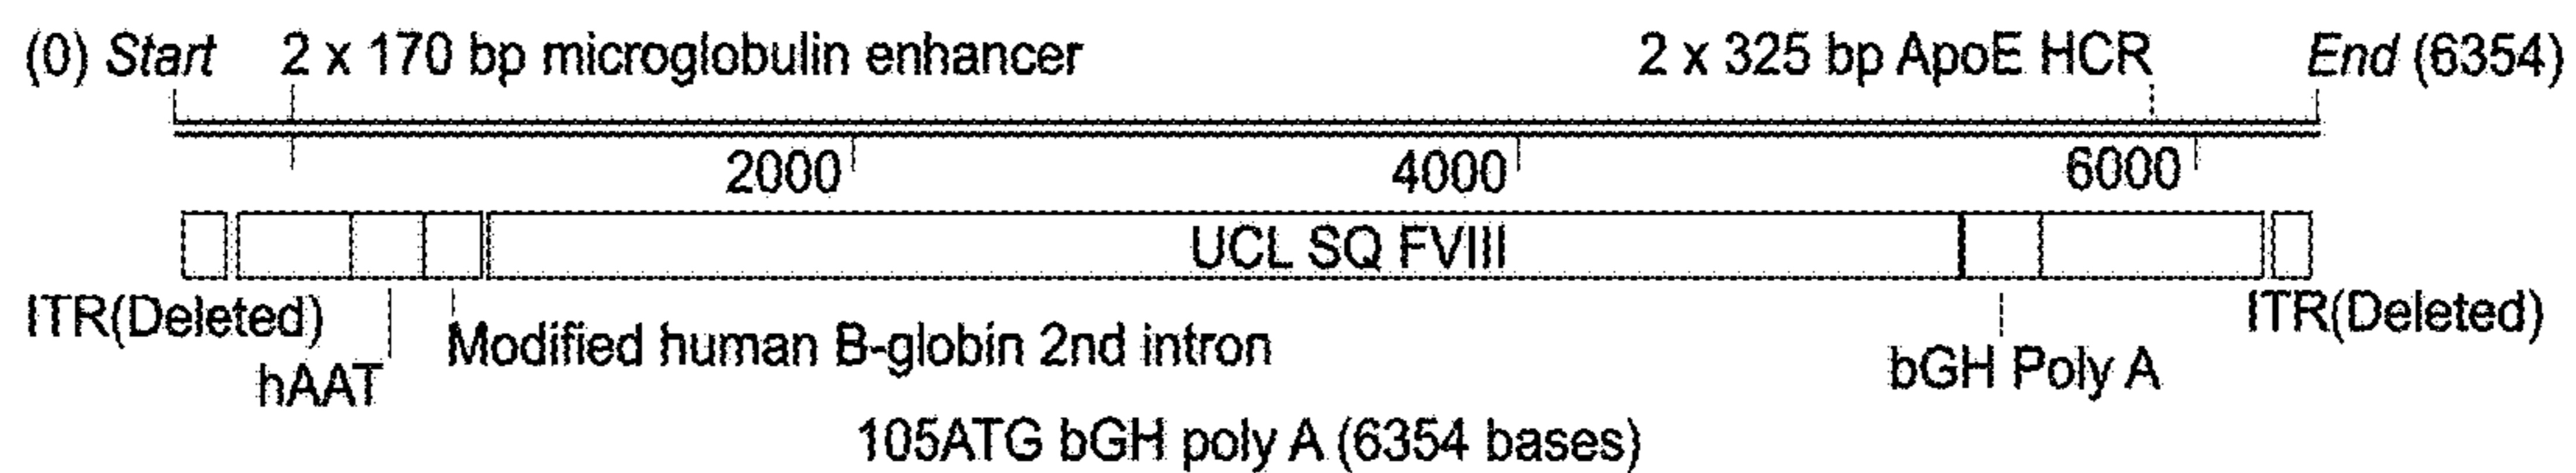 (0) Start 2 x 170 bp microglobulin enhancer 2 x 325 bp ApoE HCR End (6354)
2000 4000 6000
UCL SQ FVIII
ITR(Deleted) ITR(Deleted)
Modified human B-globin 2nd intron
hAAT bGH Poly A
105ATG bGH poly A (6354 bases)